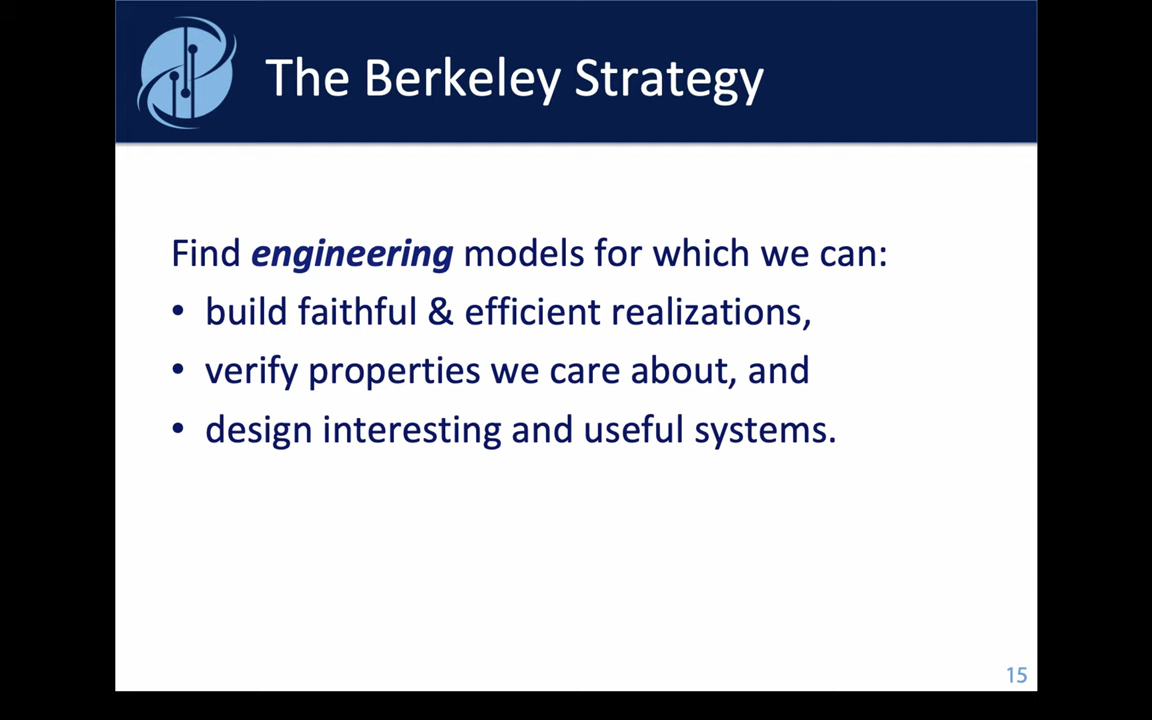 The Berkeley Strategy
Find engineering models for which we can:
• build faithful & efficient realizations,
• verify properties we care about, and
• design interesting and useful systems.
15